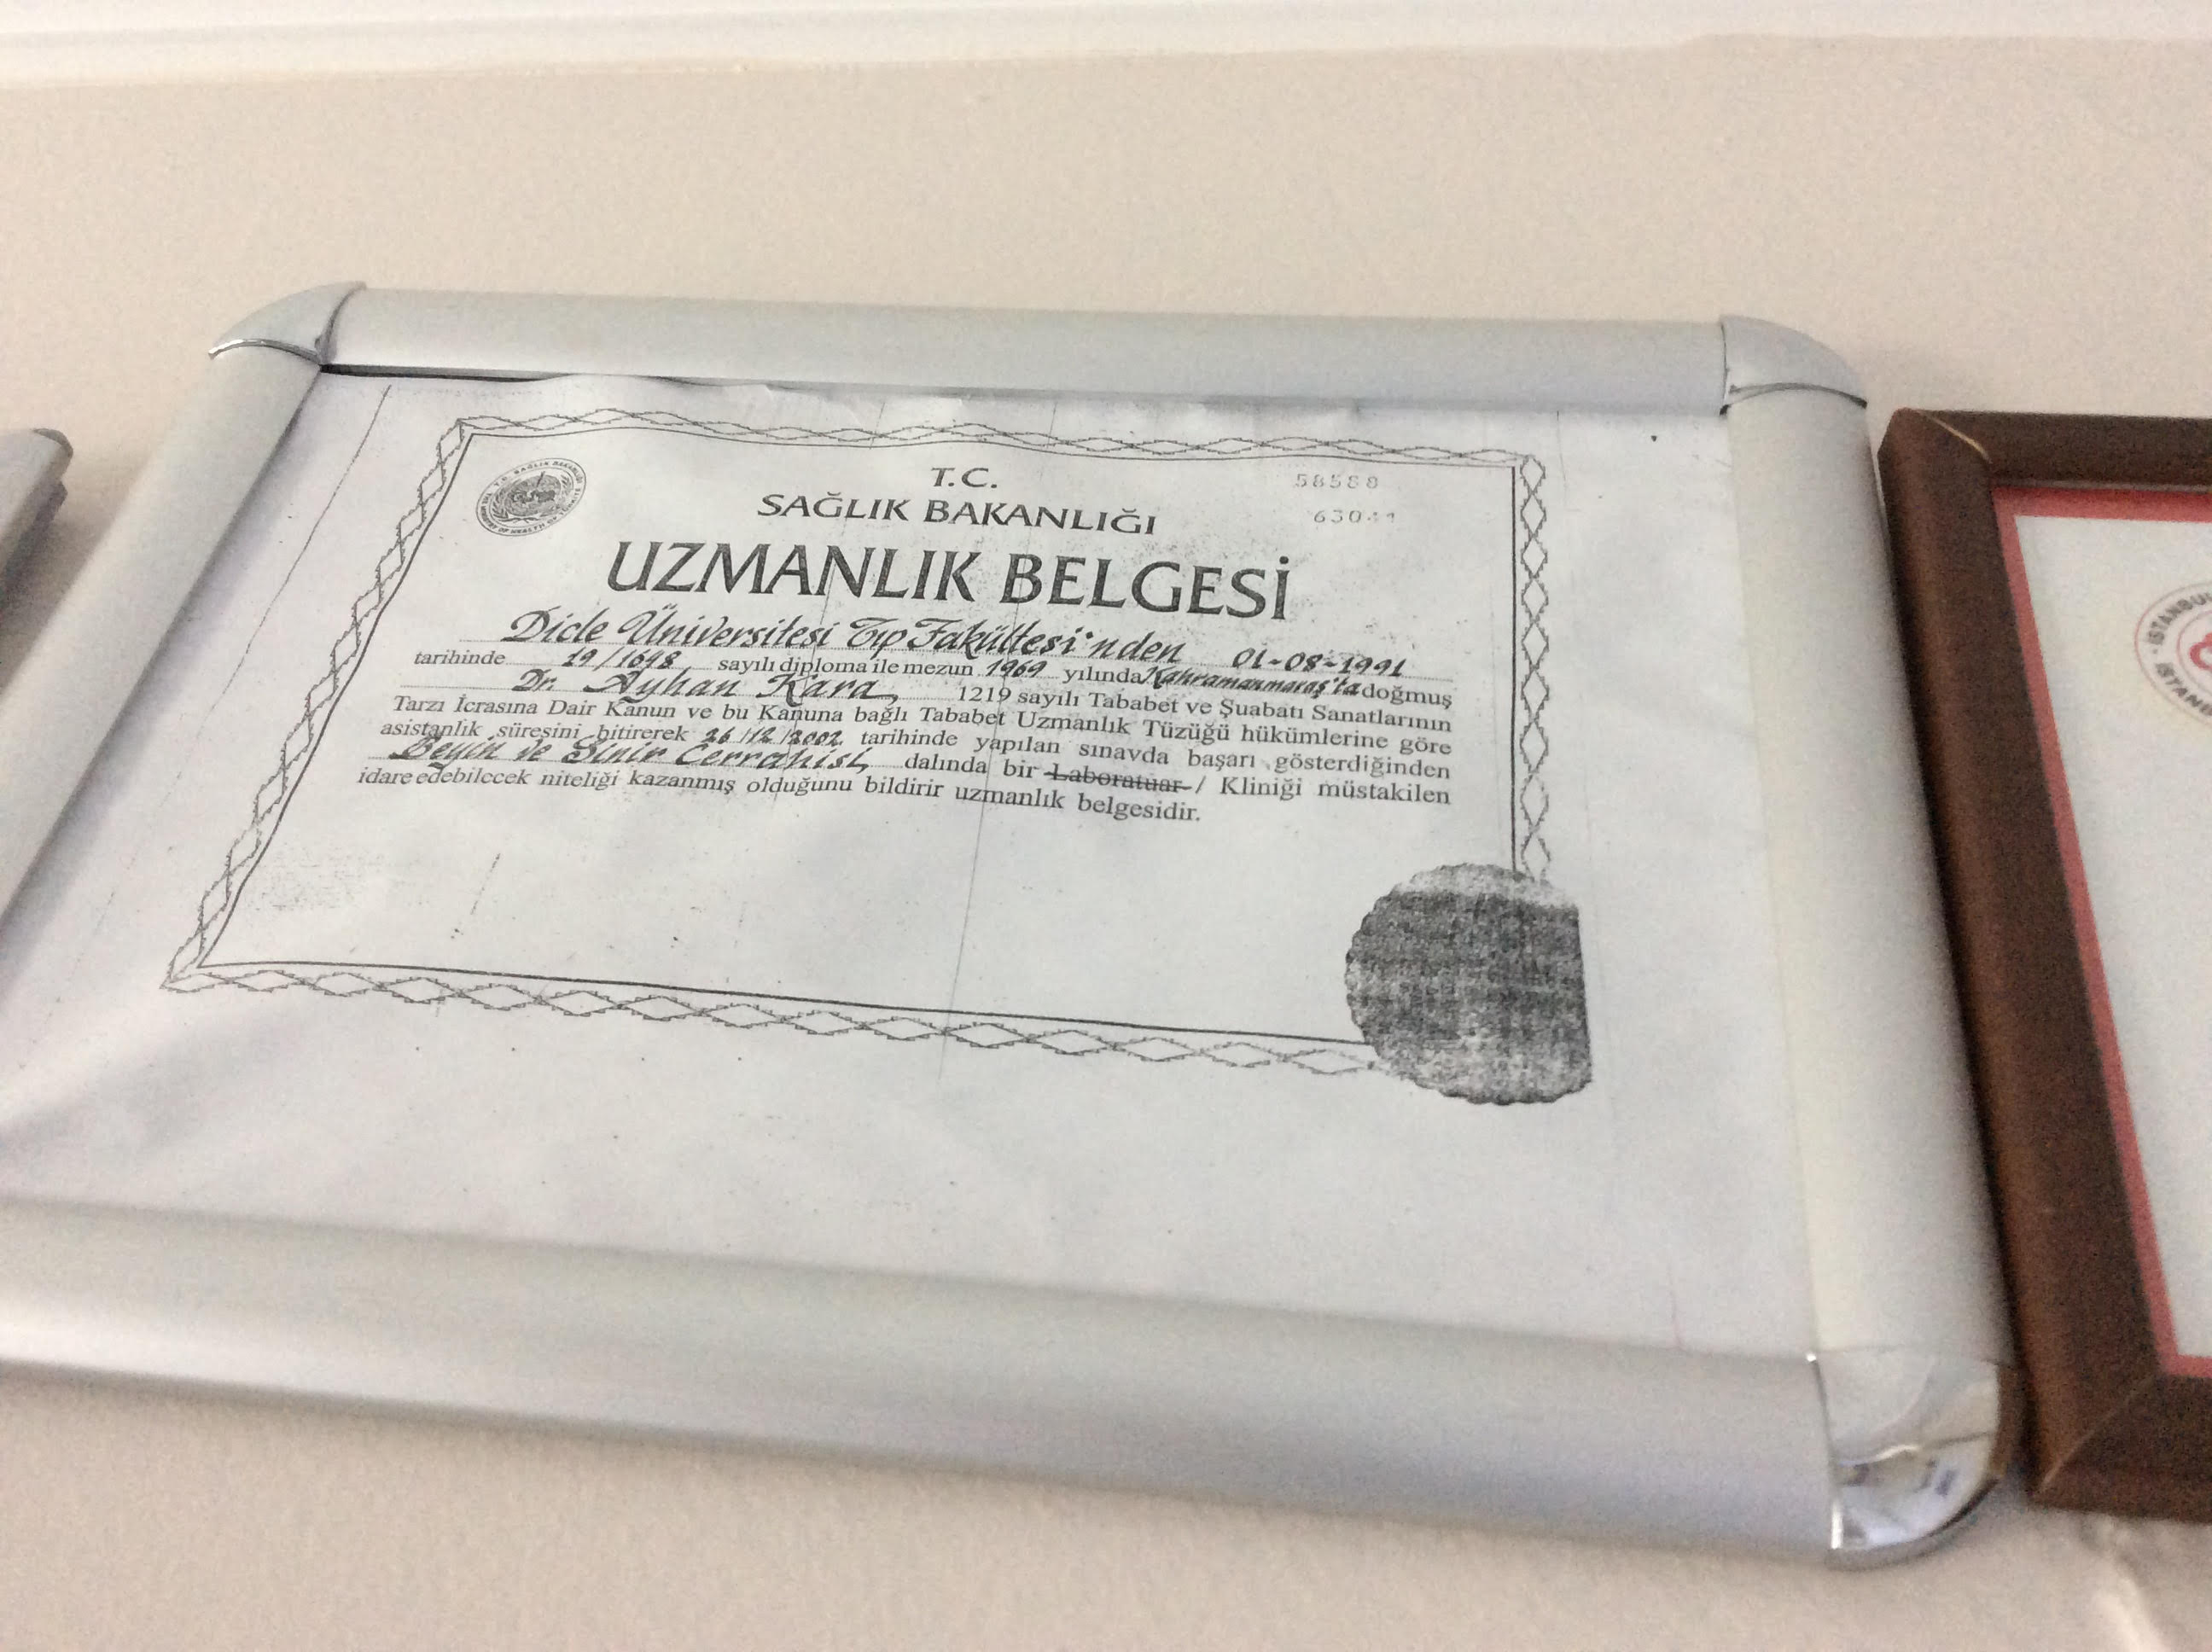 T.C.
58588
SAĞLIK BAKANLIĞI
UZMANLIK BELGESİ
Dicle Üniversitesi Tıp Fakültesi'nden 01-08-1991
tarihinde 19/1698 sayılı diploma ile mezun 1969 yılında Kahramanmaraş'ta doğmuş
Dr. Ayhan Kara, 1219 sayılı Tababet ve Şuabatı Sanatlarının
Tarzı İcrasına Dair Kanun ve bu Kanuna bağlı Tababet Uzmanlık Tüzüğü hükümlerine göre
asistanlık süresini bitirerek 26/12/2002 tarihinde yapılan sınavda başarı gösterdiğinden
Beyin ve Sinir Cerrahisi, dalında bir Laboratuar / Kliniği müstakilen
idare edebilecek niteliği kazanmış olduğunu bildirir uzmanlık belgesidir.